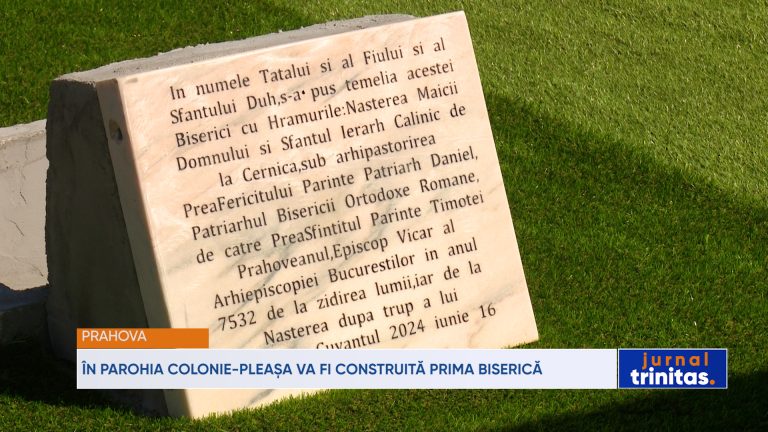 In numele Tatalui si al Fiului si al
Sfantului Duh,s-a pus temelia acestei
Biserici cu Hramurile:Nasterea Maicii
Domnului si Sfantul Ierarh Calinic de
la Cernica,sub arhipastorirea
PreaFericitului Parinte Patriarh Daniel,
Patriarhul Bisericii Ortodoxe Romane,
de catre PreaSfintitul Parinte Timotei
Prahoveanul,Episcop Vicar al
Arhiepiscopiei Bucurestilor in anul
7532 de la zidirea lumii,iar de la
Nasterea dupa trup a lui
Cuvantul 2024 iunie 16
PRAHOVA
ÎN PAROHIA COLONIE-PLEAȘA VA FI CONSTRUITĂ PRIMA BISERICĂ
jurnal
trinitas.